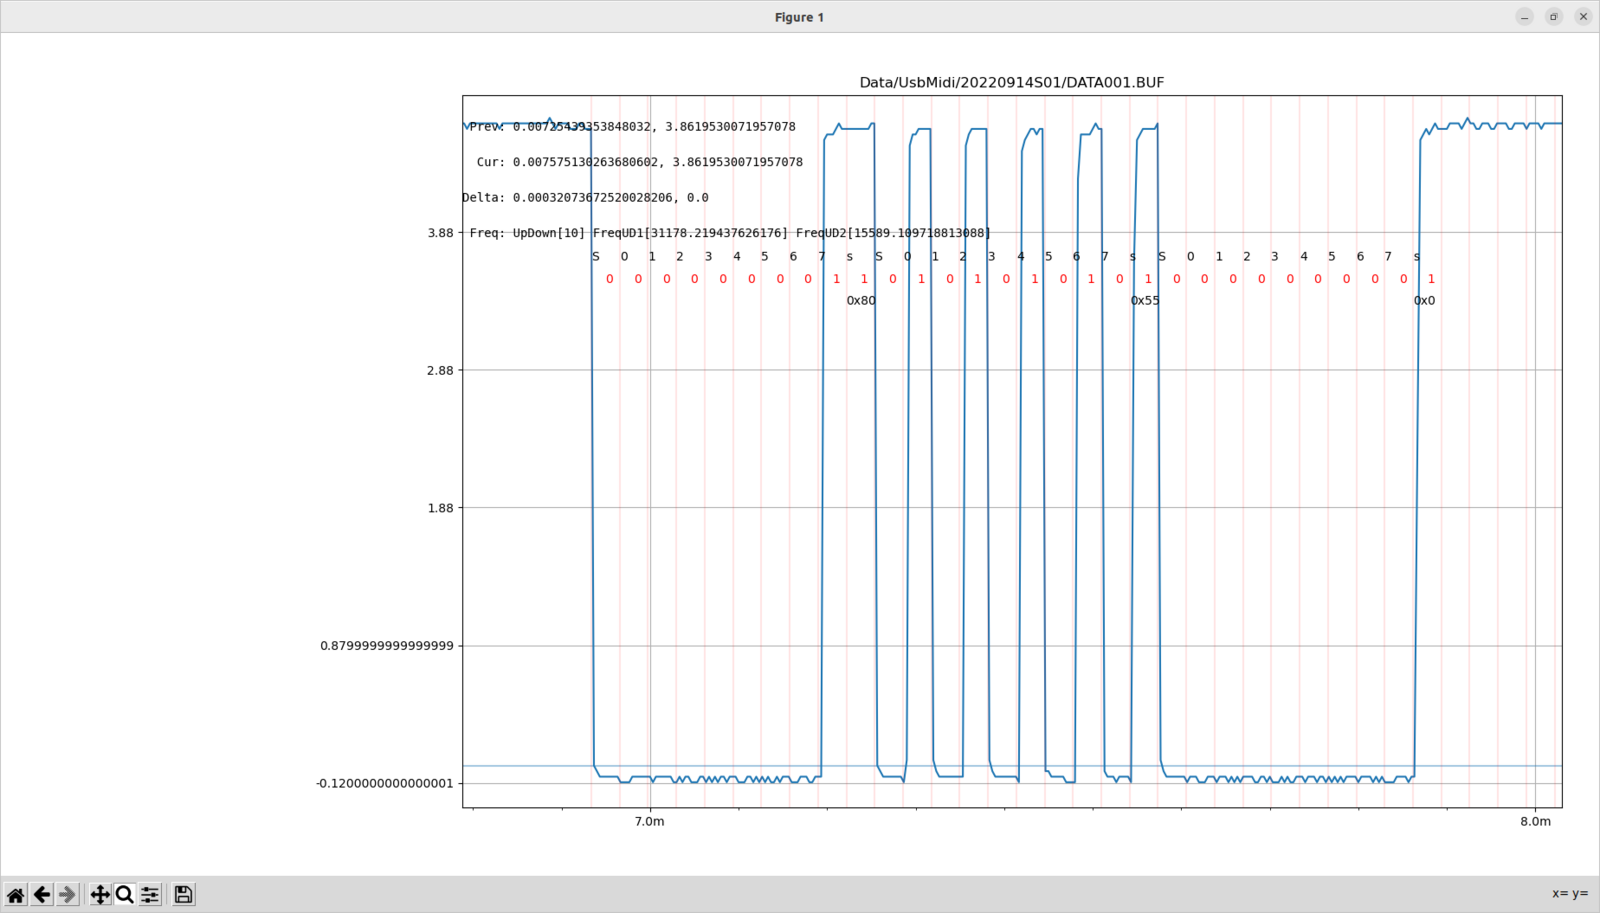 Figure 1
Data/UsbMidi/20220914S01/DATA001.BUF
Prev: 0.00725439353848032, 3.8619530071957078
Cur: 0.007575130263680602, 3.8619530071957078
Delta: 0.00032073672520028206, 0.0
3.88 Freq: UpDown[10] FreqUD1[31178.219437626176] FreqUD2[15589.109718813088]
S 0 1 2 3 4 5 6 7 s S 0 1 2 3 4 5 6 7 s S 0 1 2 3 4 5 6 7 s
0 0 0 0 0 0 0 0 1 1 0 1 0 1 0 1 0 1 0 1 0 0 0 0 0 0 0 0 0 1
0x80 0x55 0x0
2.88
1.88
0.8799999999999999
-0.12000000000000001
7.0m 8.0m
x= y=